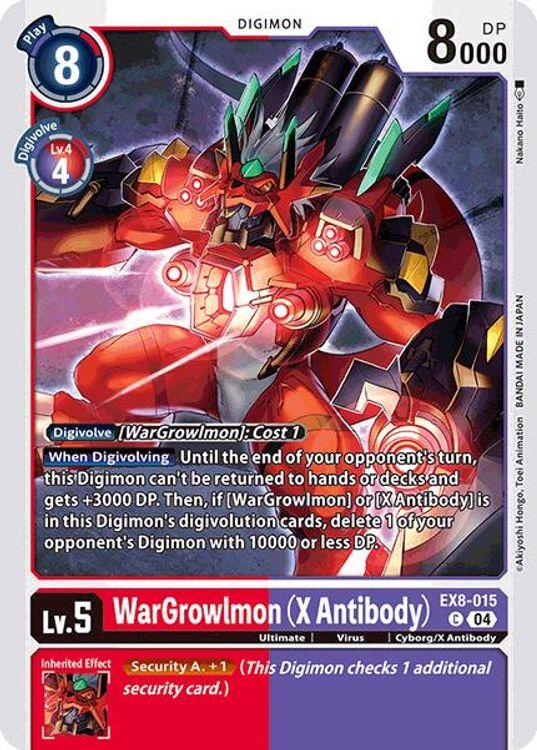 Play
8
DIGIMON
DP
8000
Digivolve
Lv.4
4
Nakano Haito
©Akiyoshi Hongo, Toei Animation BANDAI MADE IN JAPAN
Digivolve [WarGrowlmon]: Cost 1
When Digivolving Until the end of your opponent's turn,
this Digimon can't be returned to hands or decks and
gets +3000 DP. Then, if [WarGrowlmon] or [X Antibody] is
in this Digimon's digivolution cards, delete 1 of your
opponent's Digimon with 10000 or less DP.
Lv.5
WarGrowlmon (X Antibody)
EX8-015
C 04
Ultimate | Virus | Cyborg/X Antibody
Inherited Effect
Security A. +1 (This Digimon checks 1 additional
security card.)